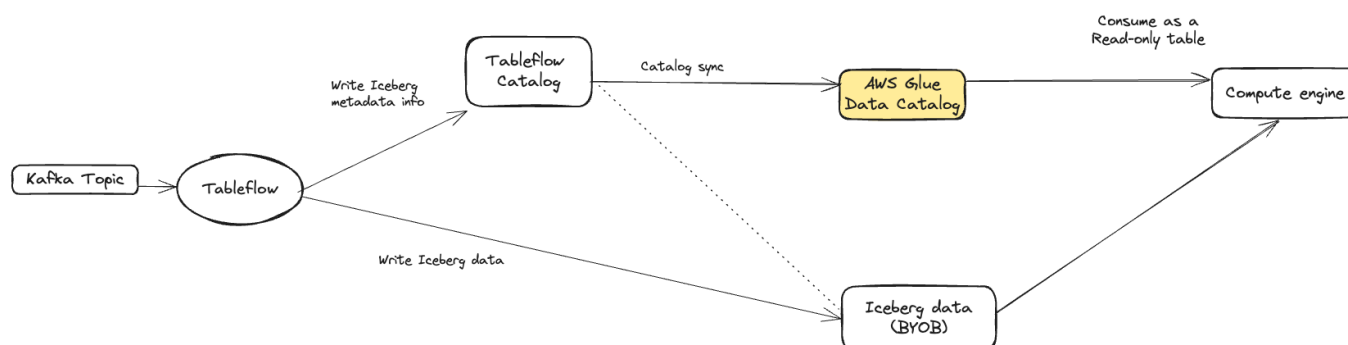 Consume as a
Read-only table
Tableflow
Catalog
Catalog sync
AWS Glue
Data Catalog
Compute engine
Write Iceberg
metadata info
Kafka Topic
Tableflow
Write Iceberg data
Iceberg data
(BYOB)